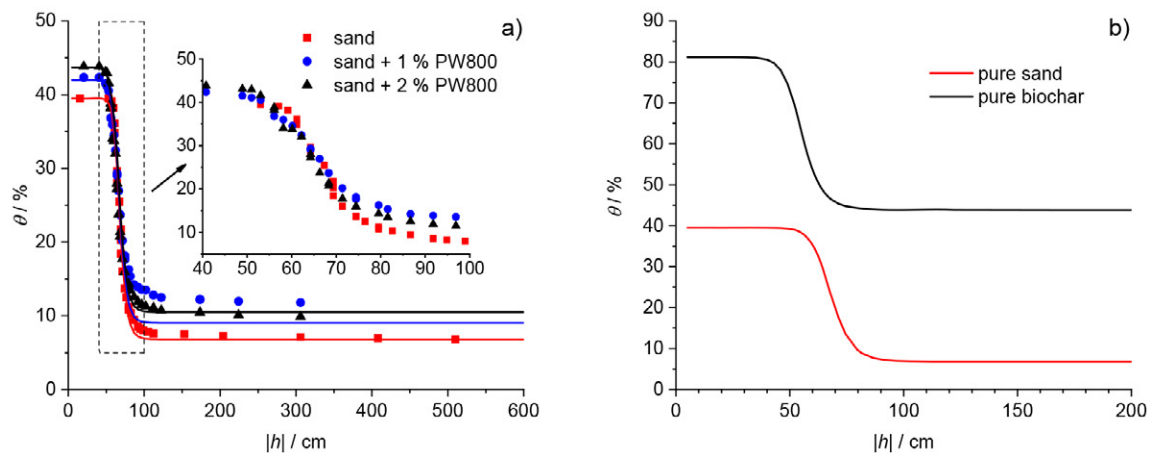 a)
sand
sand + 1 % PW800
sand + 2 % PW800
50
40
30
20
10
0
θ / %
0 100 200 300 400 500 600
|h| / cm
50
40
30
20
10
40 50 60 70 80 90 100
b)
pure sand
pure biochar
90
80
70
60
50
40
30
20
10
0
θ / %
0 50 100 150 200
|h| / cm